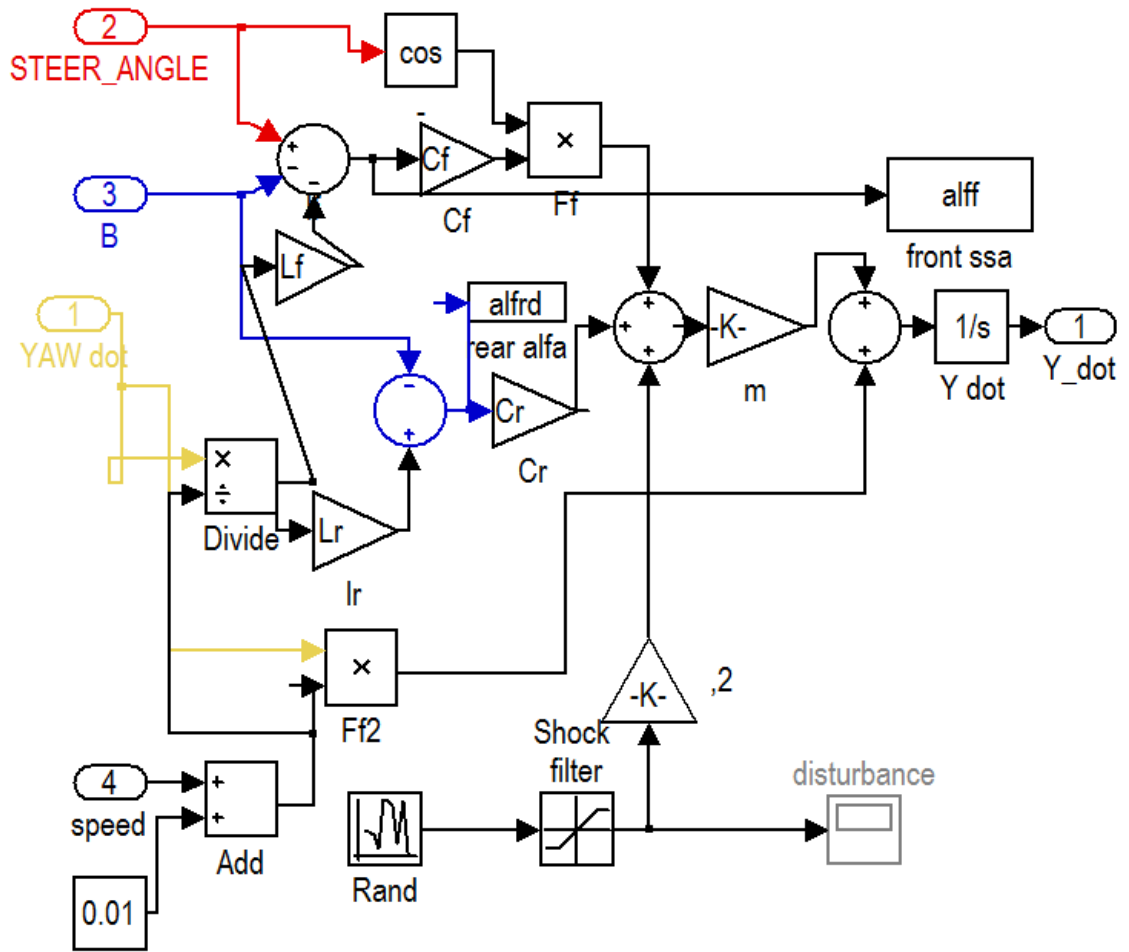 2
STEER_ANGLE
cos
+
-
-
-
Cf
Cf
×
Ff
alff
front ssa
3
B
Lf
1
YAW dot
alfrd
rear alfa
-
+
Cr
Cr
+
+
+
-K-
m
+
+
1/s
Y dot
1
Y_dot
×
÷
Divide
Lr
lr
×
Ff2
-K-
,2
4
speed
+
+
Add
0.01
Rand
Shock
filter
disturbance